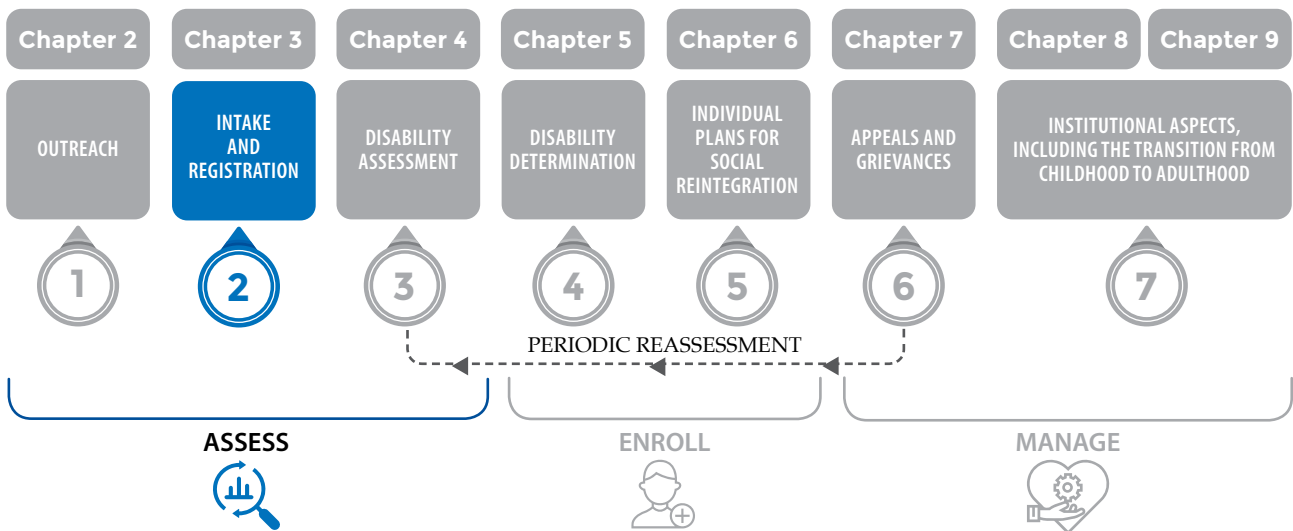 Chapter 2
Chapter 3
Chapter 4
Chapter 5
Chapter 6
Chapter 7
Chapter 8
Chapter 9
OUTREACH
INTAKE
AND
REGISTRATION
DISABILITY
ASSESSMENT
DISABILITY
DETERMINATION
INDIVIDUAL
PLANS FOR
SOCIAL
REINTEGRATION
APPEALS AND
GRIEVANCES
INSTITUTIONAL ASPECTS,
INCLUDING THE TRANSITION FROM
CHILDHOOD TO ADULTHOOD
1
2
3
4
5
6
7
PERIODIC REASSESSMENT
ASSESS
ENROLL
MANAGE